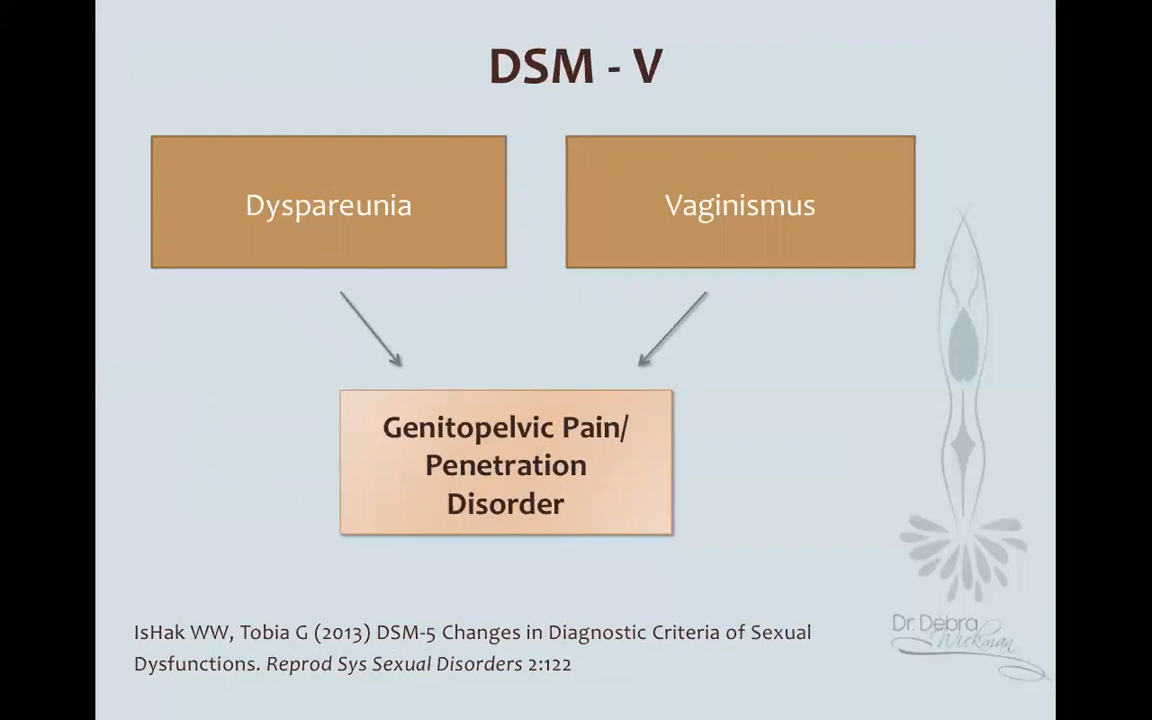 DSM - V
Dyspareunia
Vaginismus
Genitopelvic Pain/
Penetration
Disorder
IsHak WW, Tobia G (2013) DSM-5 Changes in Diagnostic Criteria of Sexual
Dysfunctions. Reprod Sys Sexual Disorders 2:122
Dr. Debra
Wickman